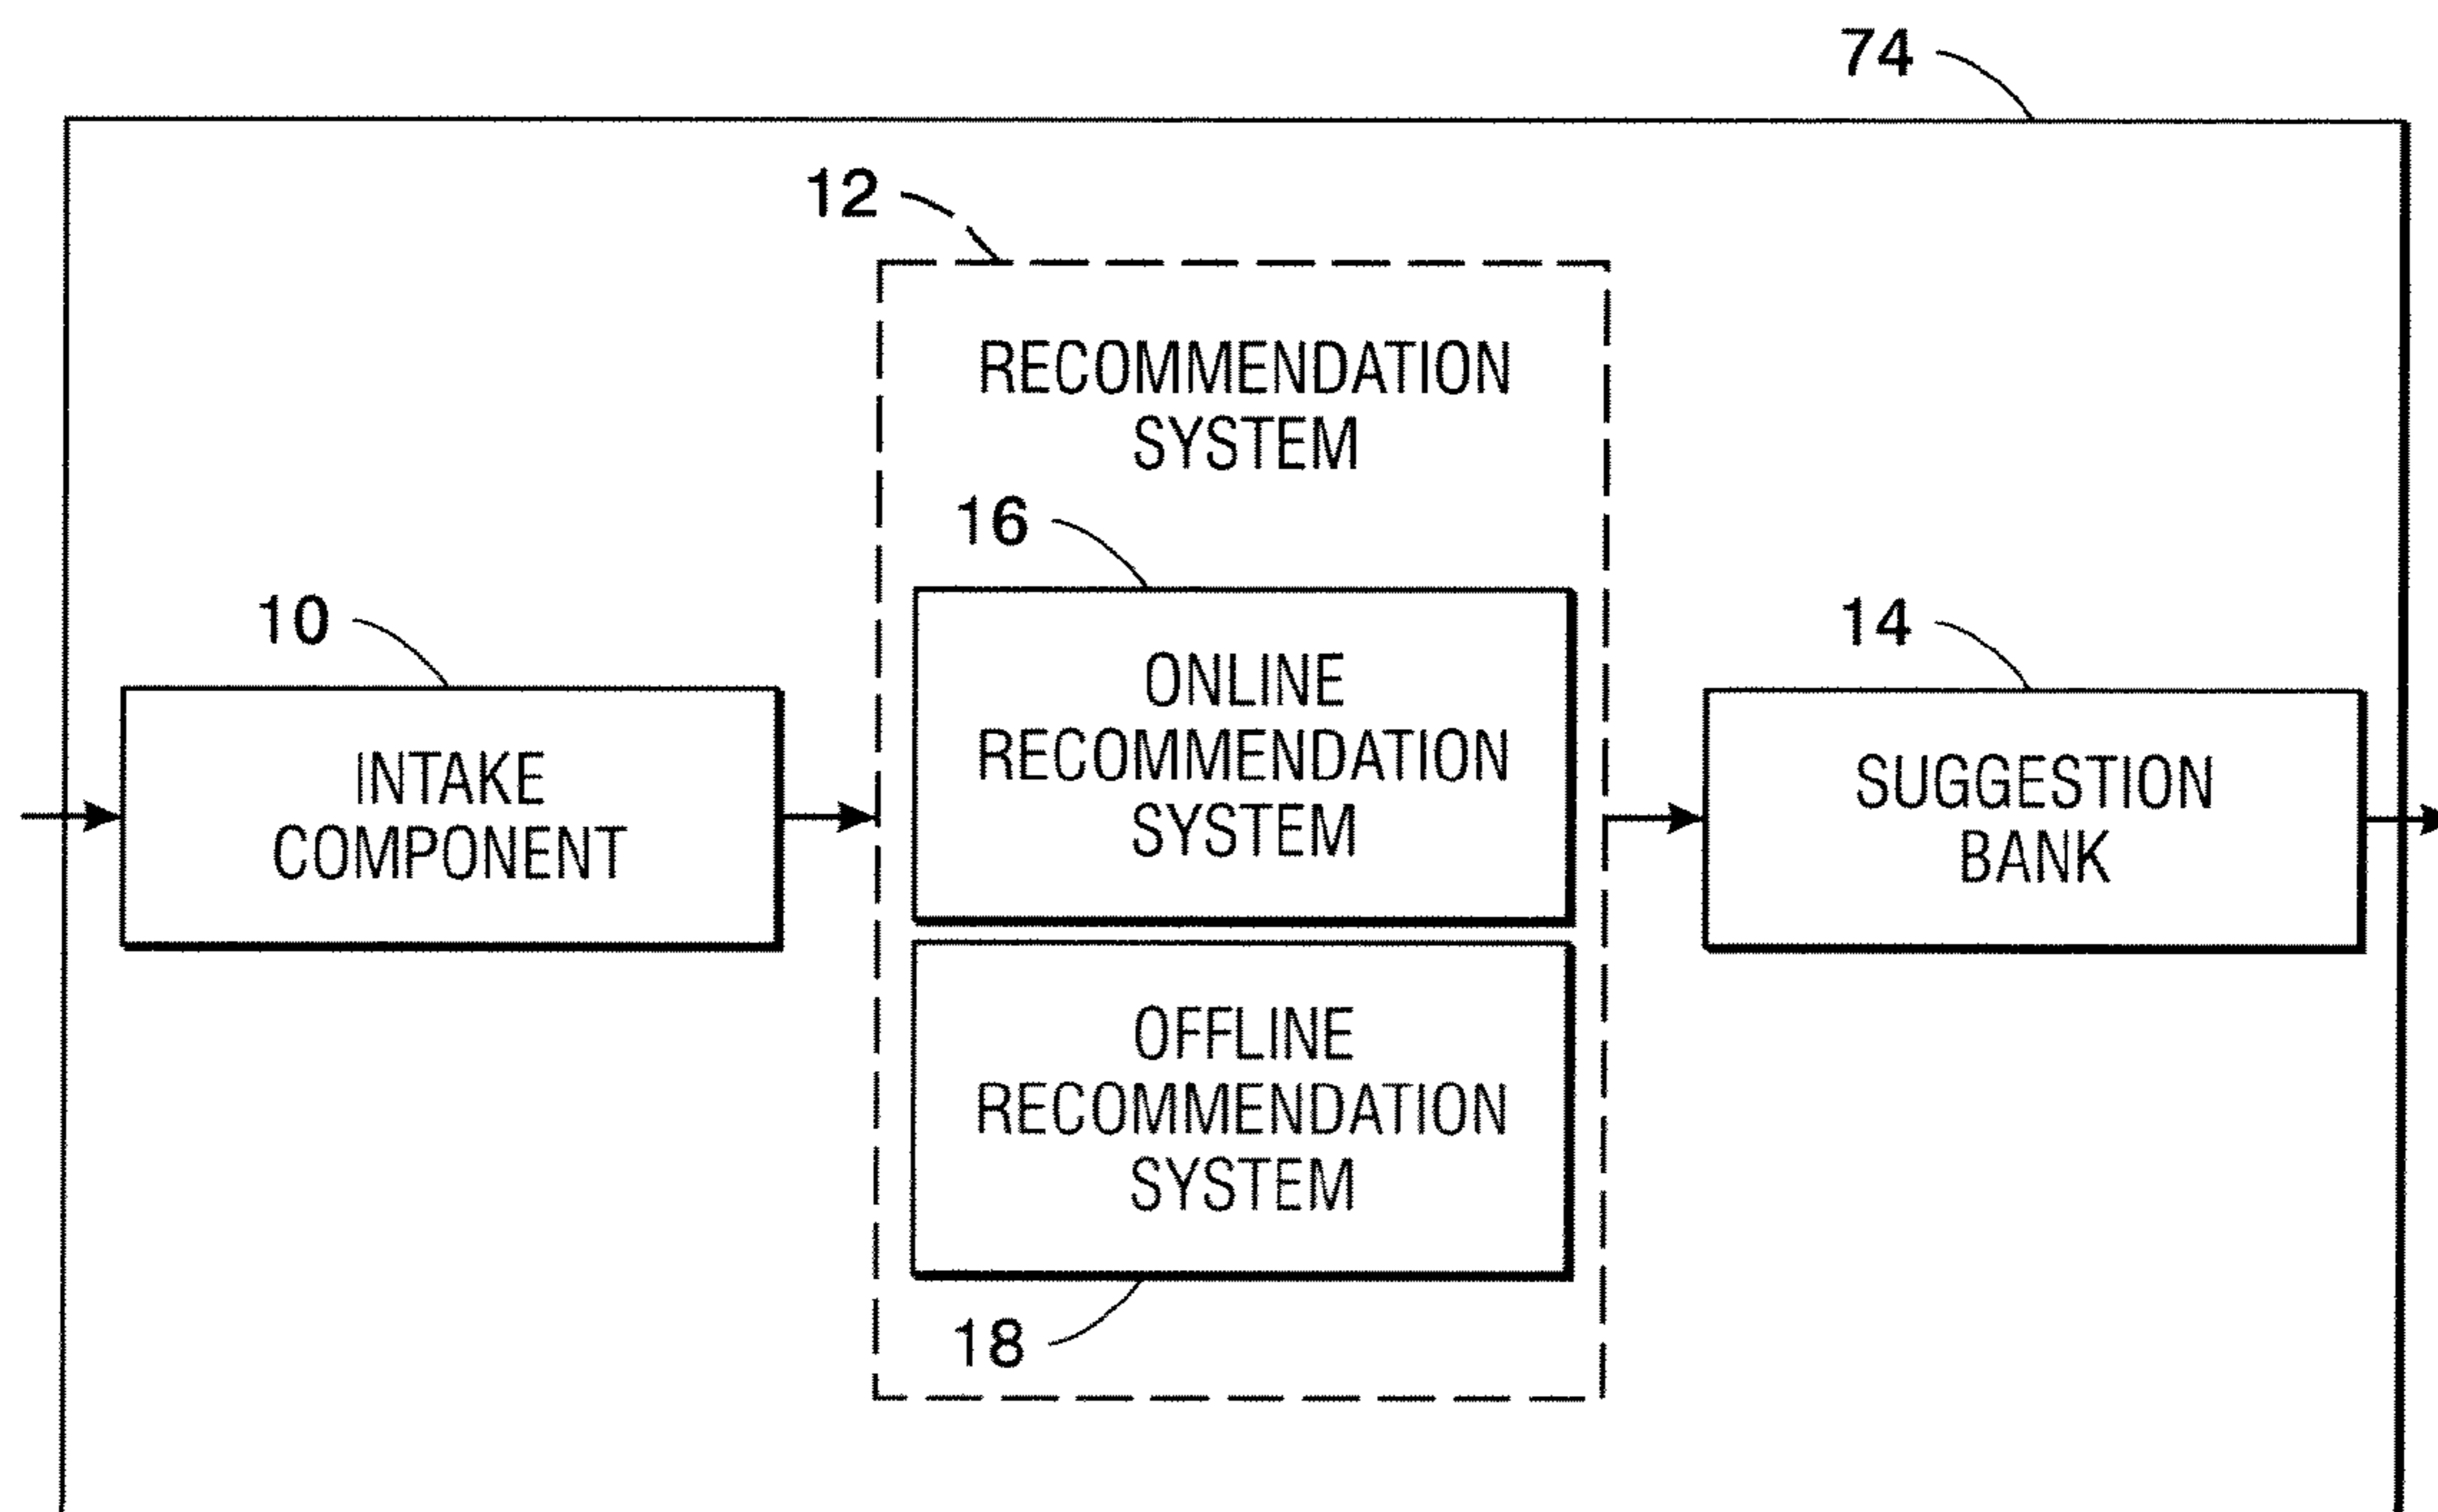 74
12
RECOMMENDATION
SYSTEM
16
10
14
ONLINE
RECOMMENDATION
SYSTEM
INTAKE
COMPONENT
SUGGESTION
BANK
OFFLINE
RECOMMENDATION
SYSTEM
18